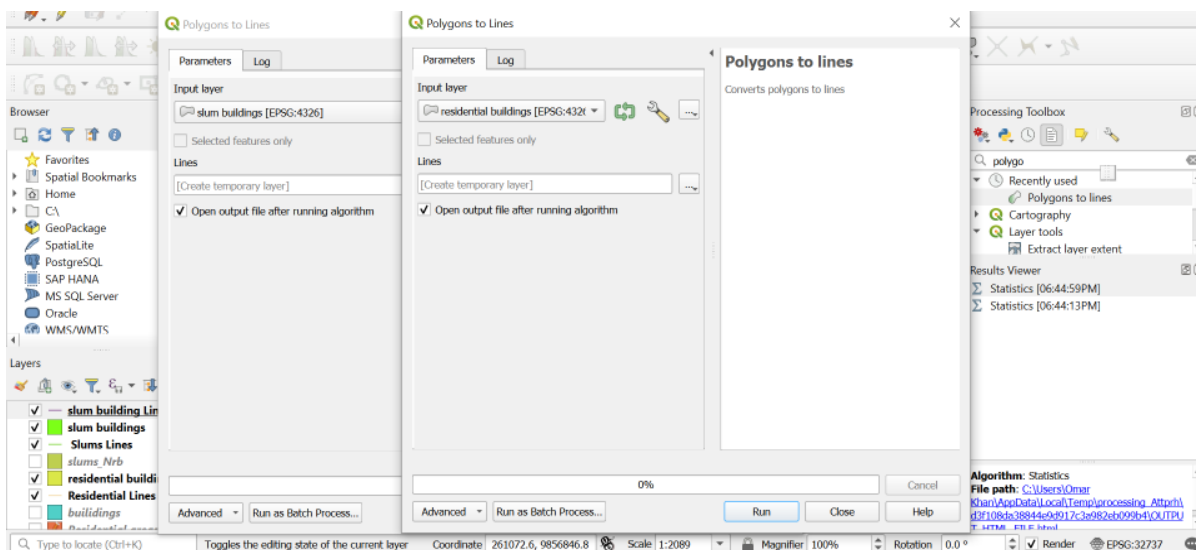 Polygons to Lines
Parameters
Log
Input layer
slum buildings [EPSG:4326]
Selected features only
Lines
[Create temporary layer]
Open output file after running algorithm
Advanced
Run as Batch Process...
Polygons to Lines
Parameters
Log
Input layer
residential buildings [EPSG:432
Selected features only
Lines
[Create temporary layer]
Open output file after running algorithm
Polygons to lines
Converts polygons to lines
0%
Cancel
Advanced
Run as Batch Process...
Run
Close
Help
Browser
Favorites
Spatial Bookmarks
Home
C:\
GeoPackage
SpatiaLite
PostgreSQL
SAP HANA
MS SQL Server
Oracle
WMS/WMTS
Layers
slum building Lin
slum buildings
Slums Lines
slums_Nrb
residential buildi
Residential Lines
builidings
Processing Toolbox
polygo
Recently used
Polygons to lines
Cartography
Layer tools
Extract layer extent
Results Viewer
Statistics [06:44:59PM]
Statistics [06:44:13PM]
Algorithm: Statistics
File path: C:\Users\Omar
Khan\AppData\Local\Temp\processing_Attprh\
d3f108da38844e9d917c3a982eb099b4\OUTPU
T_HTML_FILE.html
Type to locate (Ctrl+K)
Toggles the editing state of the current layer
Coordinate 261072.6, 9856846.8
Scale 1:2089
Magnifier 100%
Rotation 0.0 °
Render
EPSG:32737